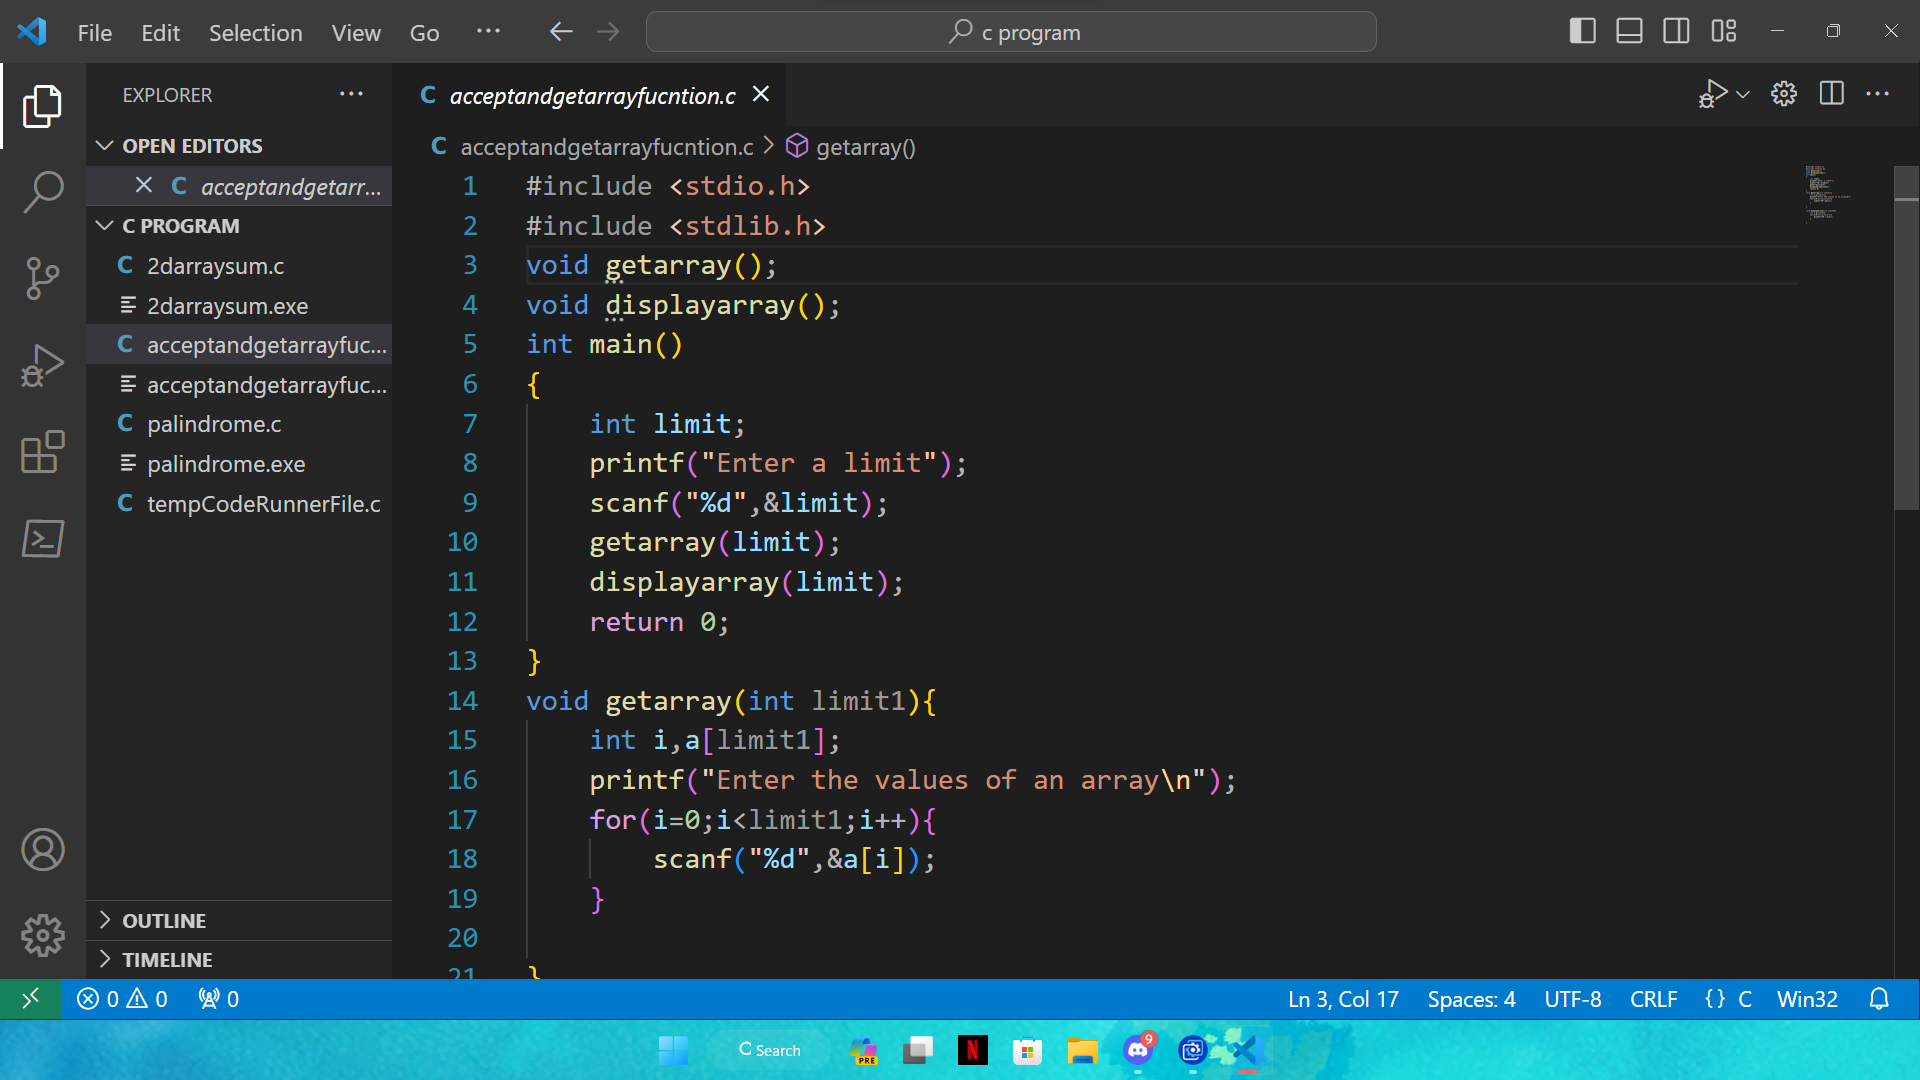 File Edit Selection View Go ··· c program
EXPLORER ···
OPEN EDITORS
C acceptandgetarr...
C PROGRAM
C 2darraysum.c
2darraysum.exe
C acceptandgetarrayfuc...
acceptandgetarrayfuc...
C palindrome.c
palindrome.exe
C tempCodeRunnerFile.c
OUTLINE
TIMELINE
C acceptandgetarrayfucntion.c
C acceptandgetarrayfucntion.c > getarray()
1 #include <stdio.h>
2 #include <stdlib.h>
3 void getarray();
4 void displayarray();
5 int main()
6 {
7 int limit;
8 printf("Enter a limit");
9 scanf("%d",&limit);
10 getarray(limit);
11 displayarray(limit);
12 return 0;
13 }
14 void getarray(int limit1){
15 int i,a[limit1];
16 printf("Enter the values of an array\n");
17 for(i=0;i<limit1;i++){
18 scanf("%d",&a[i]);
19 }
20
21 }
0 0 0 Ln 3, Col 17 Spaces: 4 UTF-8 CRLF {} C Win32
Search PRE N 9